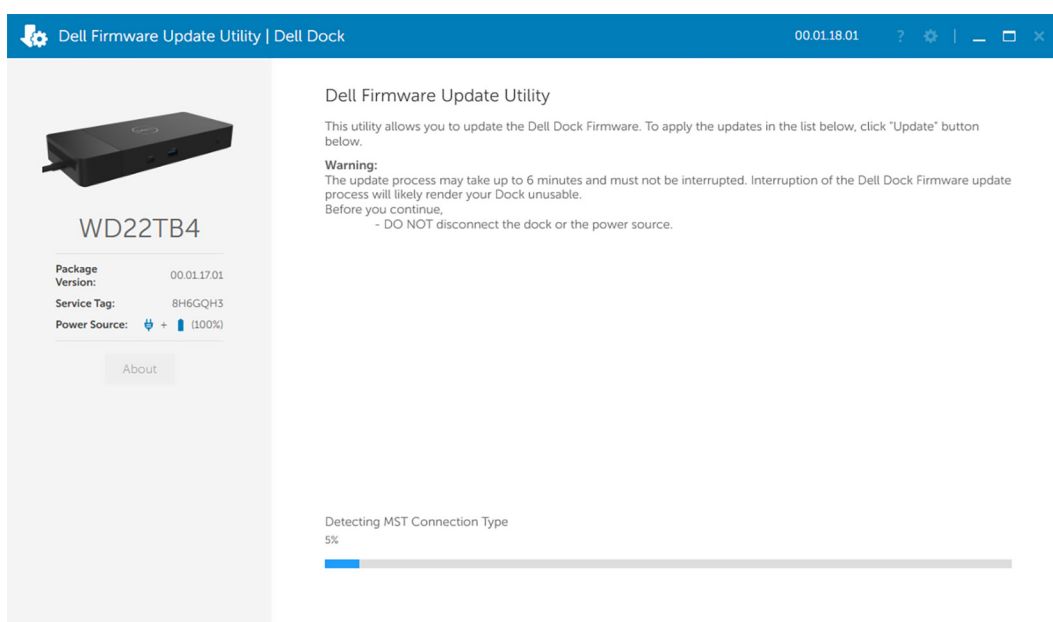 Dell Firmware Update Utility | Dell Dock
00.01.18.01
?
Dell Firmware Update Utility
This utility allows you to update the Dell Dock Firmware. To apply the updates in the list below, click "Update" button
below.
Warning:
The update process may take up to 6 minutes and must not be interrupted. Interruption of the Dell Dock Firmware update
process will likely render your Dock unusable.
Before you continue,
- DO NOT disconnect the dock or the power source.
WD22TB4
Package
Version:
00.01.17.01
Service Tag: 8H6GQH3
Power Source: + (100%)
About
Detecting MST Connection Type
5%